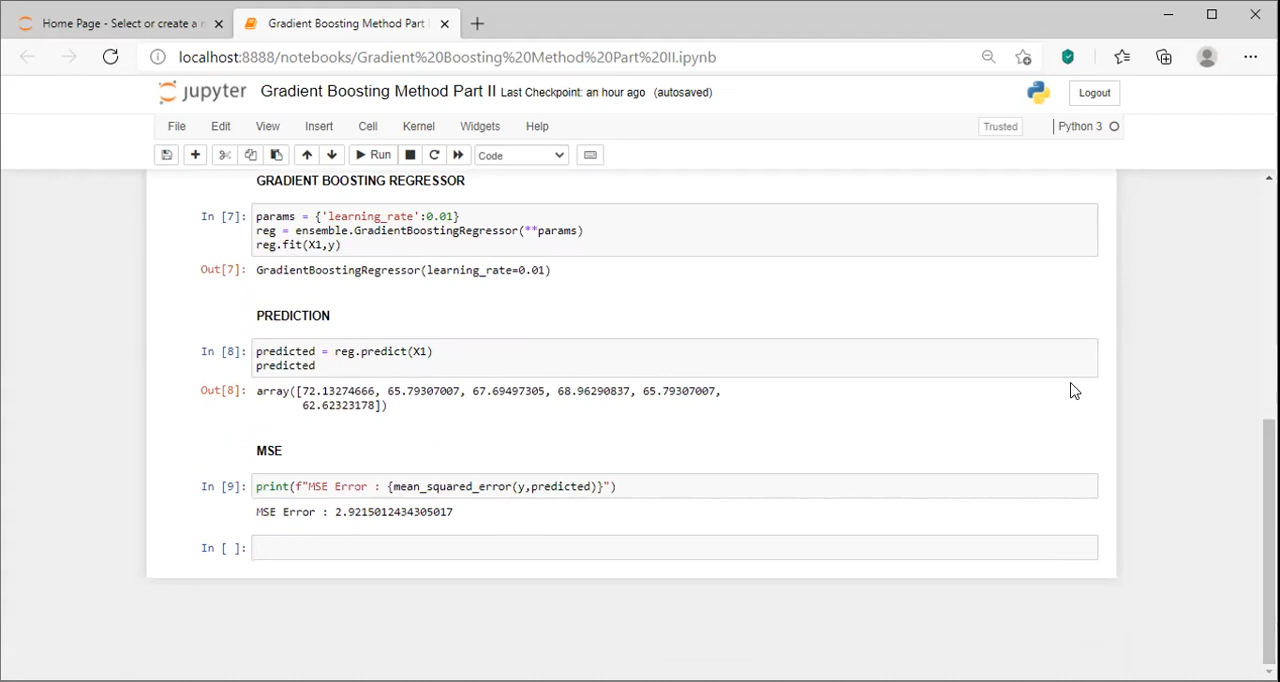 Home Page - Select or create a n
Gradient Boosting Method Part
localhost:8888/notebooks/Gradient%20Boosting%20Method%20Part%20II.ipynb
jupyter Gradient Boosting Method Part II Last Checkpoint: an hour ago (autosaved)
Logout
File Edit View Insert Cell Kernel Widgets Help
Trusted
Python 3
Run
Code
GRADIENT BOOSTING REGRESSOR
In [7]: params = {'learning_rate':0.01}
reg = ensemble.GradientBoostingRegressor(**params)
reg.fit(X1,y)
Out[7]: GradientBoostingRegressor(learning_rate=0.01)
PREDICTION
In [8]: predicted = reg.predict(X1)
predicted
Out[8]: array([72.13274666, 65.79307007, 67.69497305, 68.96290837, 65.79307007,
62.62323178])
MSE
In [9]: print(f"MSE Error : {mean_squared_error(y,predicted)}")
MSE Error : 2.9215012434305017
In [ ]: